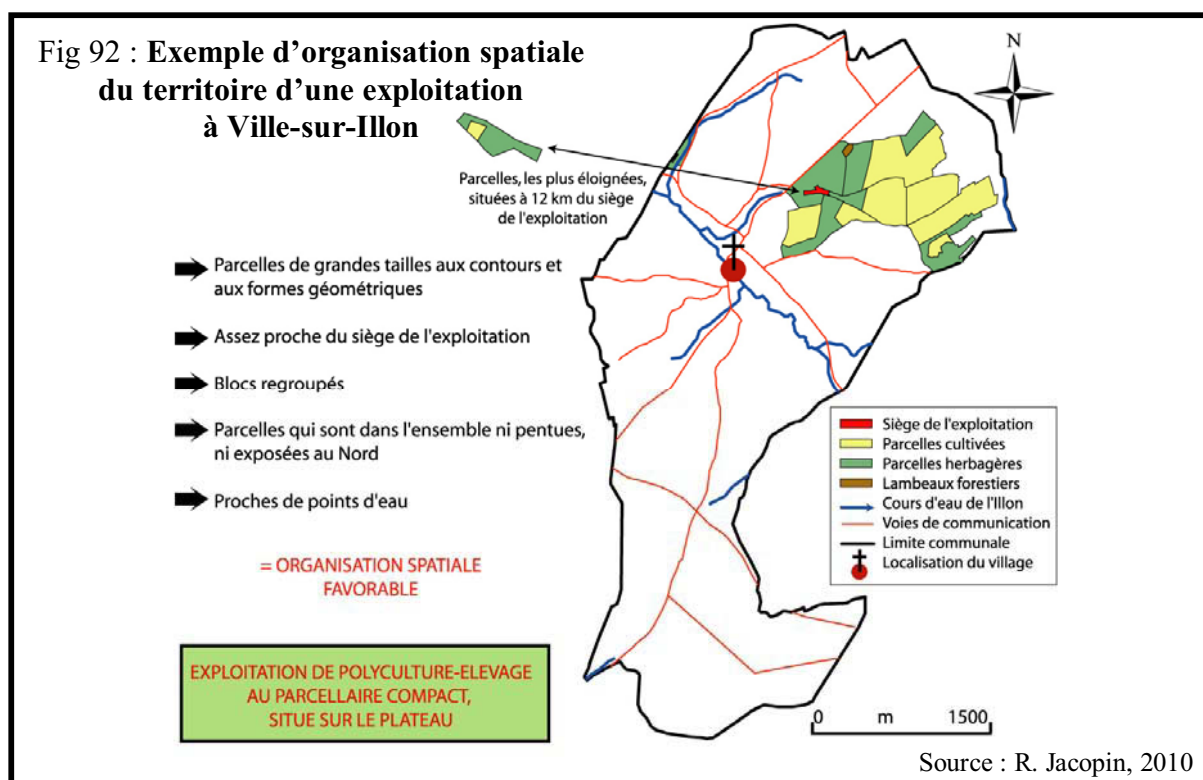 Fig 92 : Exemple d'organisation spatiale
du territoire d'une exploitation
à Ville-sur-Illon
N
Parcelles, les plus éloignées,
situées à 12 km du siège
de l'exploitation
Parcelles de grandes tailles aux contours et
aux formes géométriques
Assez proche du siège de l'exploitation
Blocs regroupés
Parcelles qui sont dans l'ensemble ni pentues,
ni exposées au Nord
Proches de points d'eau
= ORGANISATION SPATIALE
FAVORABLE
EXPLOITATION DE POLYCULTURE-ELEVAGE
AU PARCELLAIRE COMPACT,
SITUE SUR LE PLATEAU
Siège de l'exploitation
Parcelles cultivées
Parcelles herbagères
Lambeaux forestiers
Cours d'eau de l'Illon
Voies de communication
Limite communale
Localisation du village
0 m 1500
Source : R. Jacopin, 2010